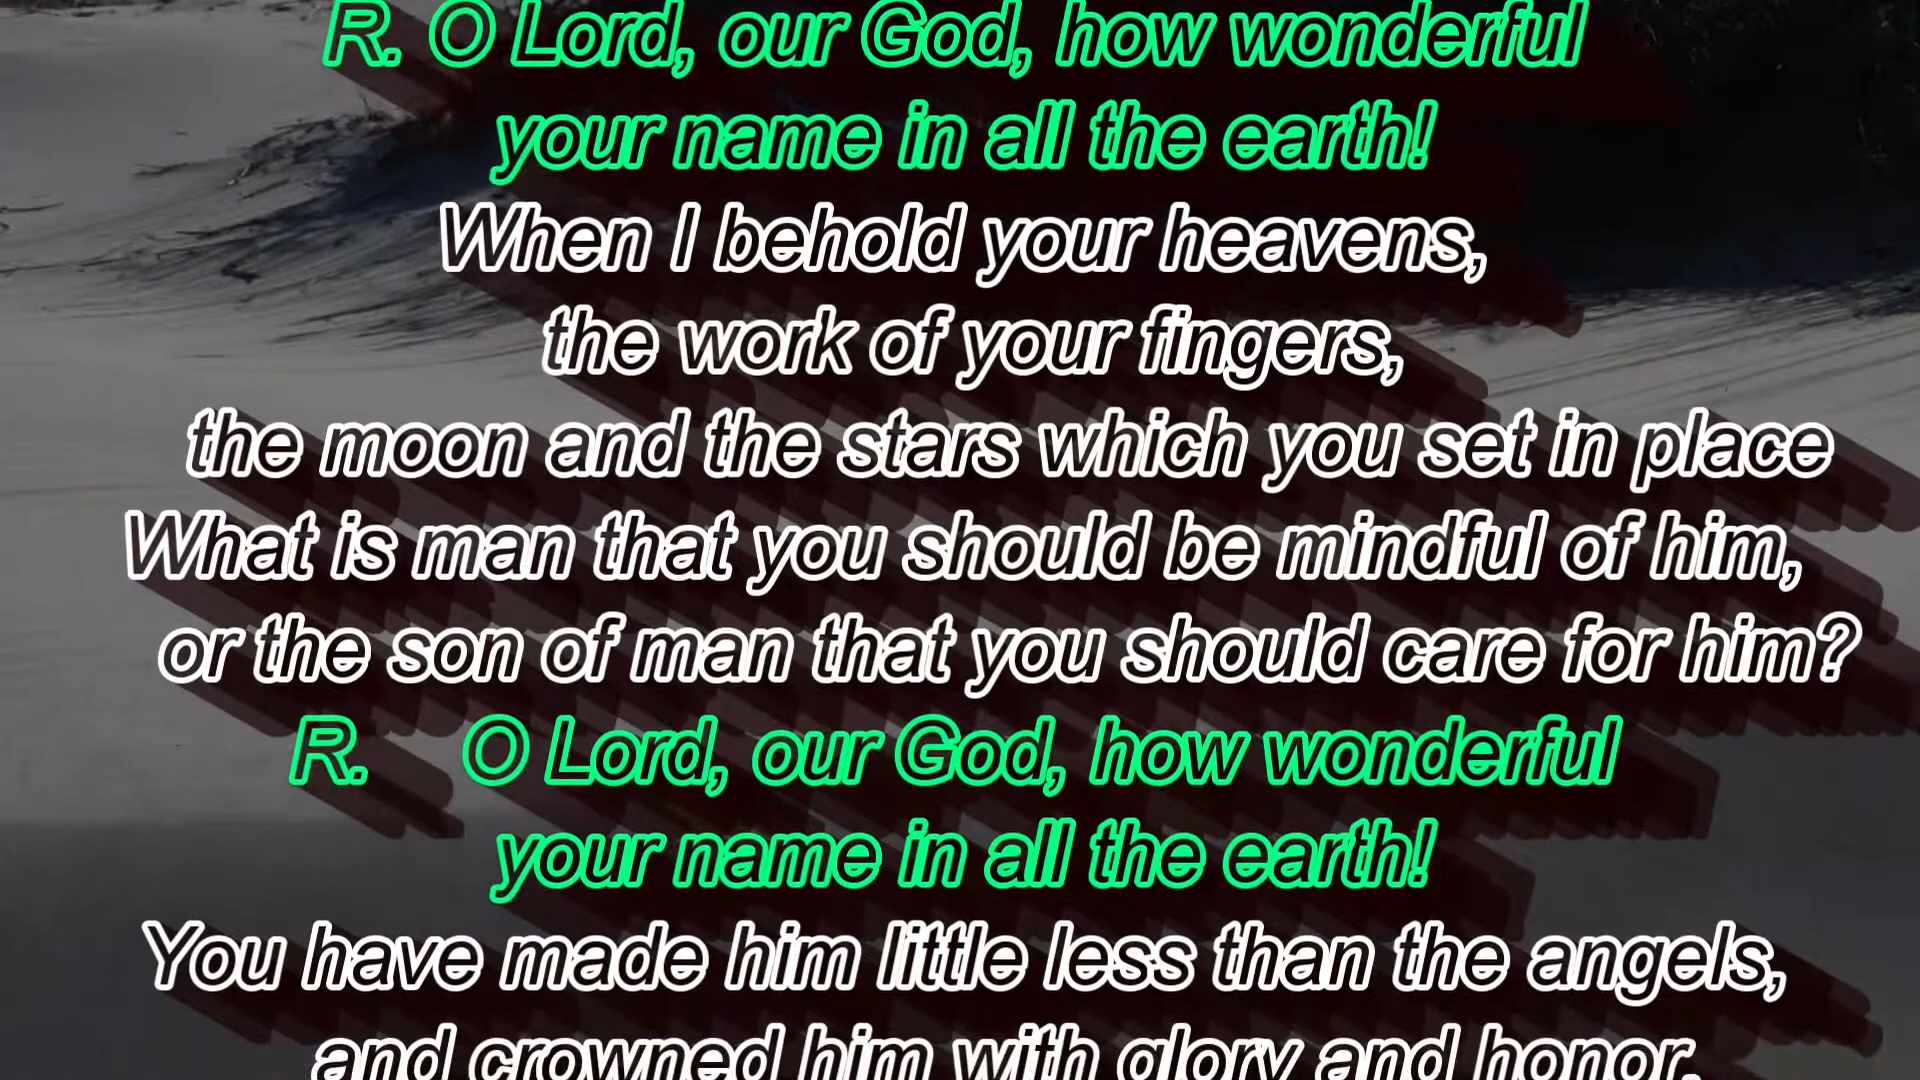 R. O Lord, our God, how wonderful
your name in all the earth!
When I behold your heavens,
the work of your fingers,
the moon and the stars which you set in place
What is man that you should be mindful of him,
or the son of man that you should care for him?
R. O Lord, our God, how wonderful
your name in all the earth!
You have made him little less than the angels,
and crowned him with glory and honor.